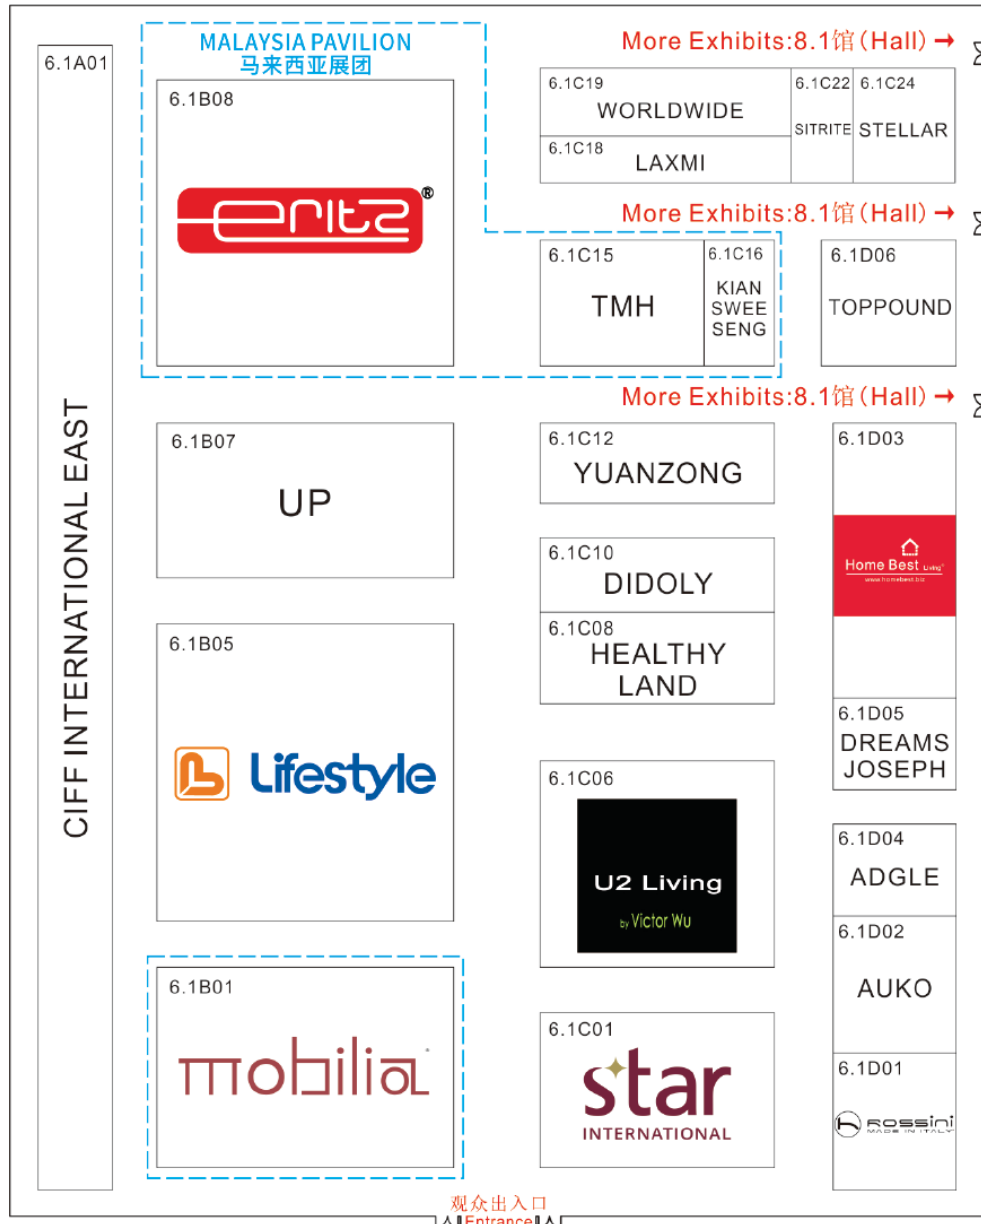 6.1A01
CIFF INTERNATIONAL EAST
MALAYSIA PAVILION
马来西亚展团
6.1B08
eritz®
More Exhibits:8.1馆(Hall)→
6.1C19
WORLDWIDE
6.1C18
LAXMI
6.1C22
SITRITE
6.1C24
STELLAR
More Exhibits:8.1馆(Hall)→
6.1C15
TMH
6.1C16
KIAN
SWEE
SENG
6.1D06
TOPPOUND
More Exhibits:8.1馆(Hall)→
6.1B07
UP
6.1C12
YUANZONG
6.1D03
Home Best Living
www.homebest.biz
6.1C10
DIDOLY
6.1C08
HEALTHY
LAND
6.1B05
Lifestyle
6.1D05
DREAMS
JOSEPH
6.1C06
U2 Living
by Victor Wu
6.1D04
ADGLE
6.1D02
AUKO
6.1B01
mobilia
6.1C01
star
INTERNATIONAL
6.1D01
ROSSINI
MADE IN ITALY
观众出入口
Entrance